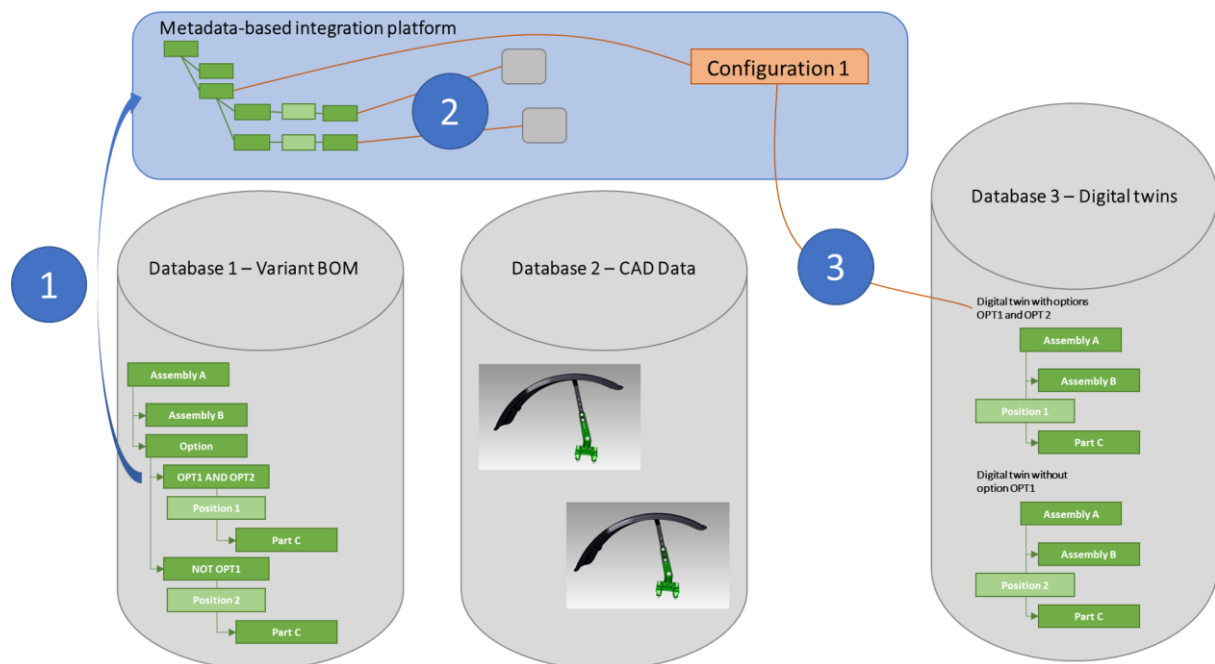 Metadata-based integration platform
Configuration 1
2
1
3
Database 1 – Variant BOM
Assembly A
Assembly B
Option
OPT1 AND OPT2
Position 1
Part C
NOT OPT1
Position 2
Part C
Database 2 – CAD Data
Database 3 – Digital twins
Digital twin with options
OPT1 and OPT 2
Assembly A
Assembly B
Position 1
Part C
Digital twin without
option OPT1
Assembly A
Assembly B
Position 2
Part C